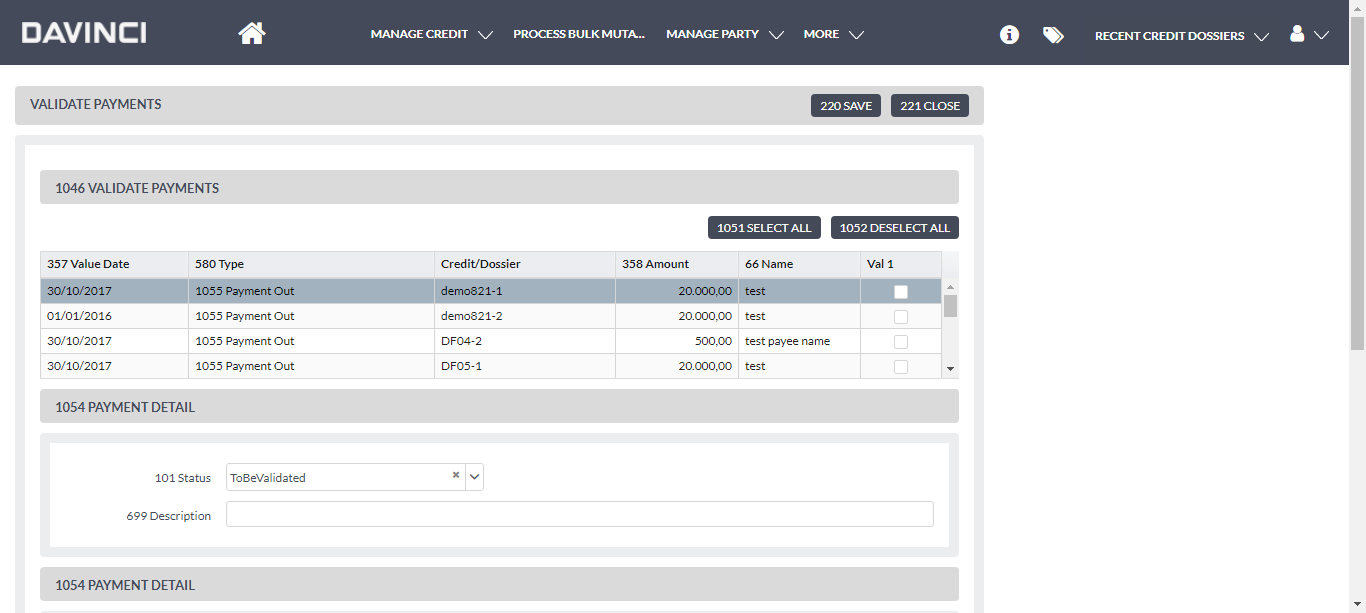 DAVINCI MANAGE CREDIT PROCESS BULK MUTA... MANAGE PARTY MORE RECENT CREDIT DOSSIERS
VALIDATE PAYMENTS 220 SAVE 221 CLOSE
1046 VALIDATE PAYMENTS
1051 SELECT ALL 1052 DESELECT ALL
357 Value Date 580 Type Credit/Dossier 358 Amount 66 Name Val 1
30/10/2017 1055 Payment Out demo821-1 20.000,00 test
01/01/2016 1055 Payment Out demo821-2 20.000,00 test
30/10/2017 1055 Payment Out DF04-2 500,00 test payee name
30/10/2017 1055 Payment Out DF05-1 20.000,00 test
1054 PAYMENT DETAIL
101 Status ToBeValidated
699 Description
1054 PAYMENT DETAIL